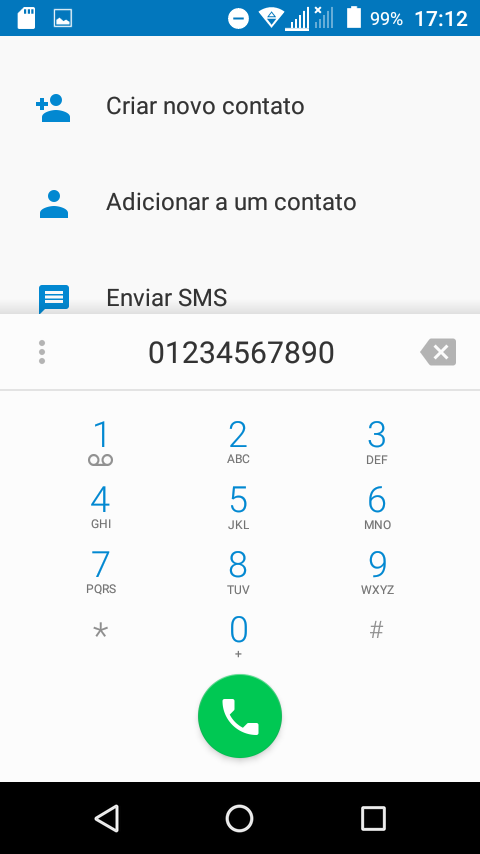 99% 17:12
Criar novo contato
Adicionar a um contato
Enviar SMS
01234567890
1 2 3
ABC DEF
4 5 6
GHI JKL MNO
7 8 9
PQRS TUV WXYZ
* 0 #
+